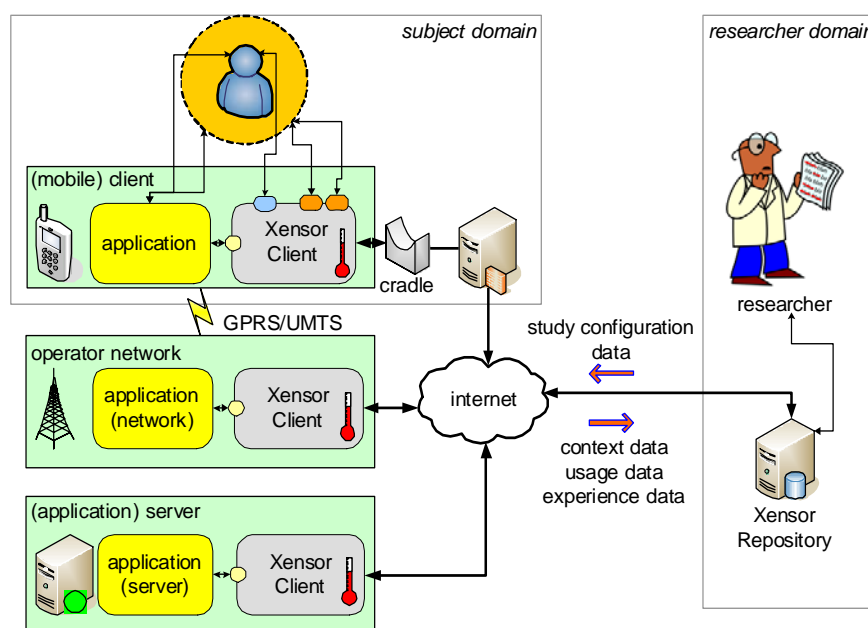 subject domain
researcher domain
(mobile) client
application
Xensor
Client
cradle
researcher
GPRS/UMTS
study configuration
data
operator network
application
(network)
Xensor
Client
internet
context data
usage data
experience data
Xensor
Repository
(application) server
application
(server)
Xensor
Client